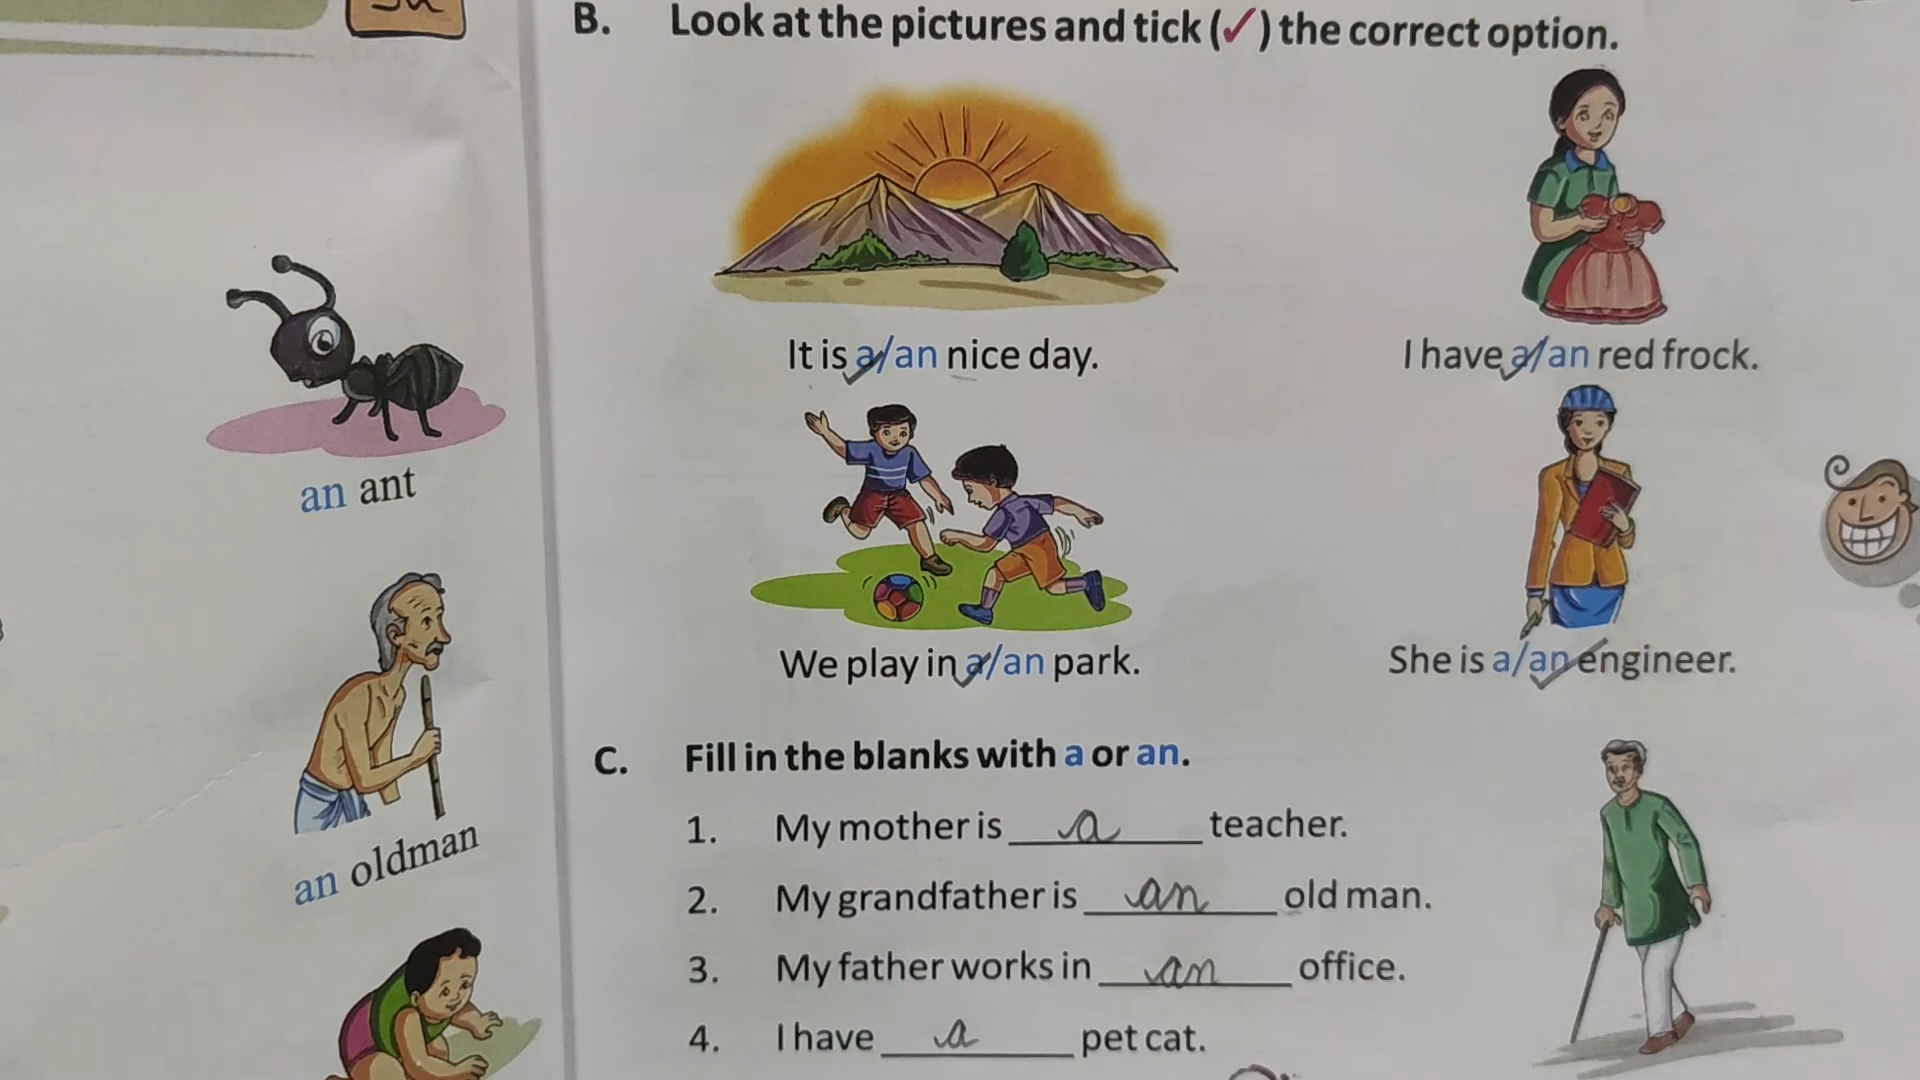 B. Look at the pictures and tick (✓) the correct option.
It is a/an nice day.
I have a/an red frock.
an ant
We play in a/an park.
She is a/an engineer.
an oldman
C. Fill in the blanks with a or an.
1. My mother is a teacher.
2. My grandfather is an old man.
3. My father works in an office.
4. I have a pet cat.